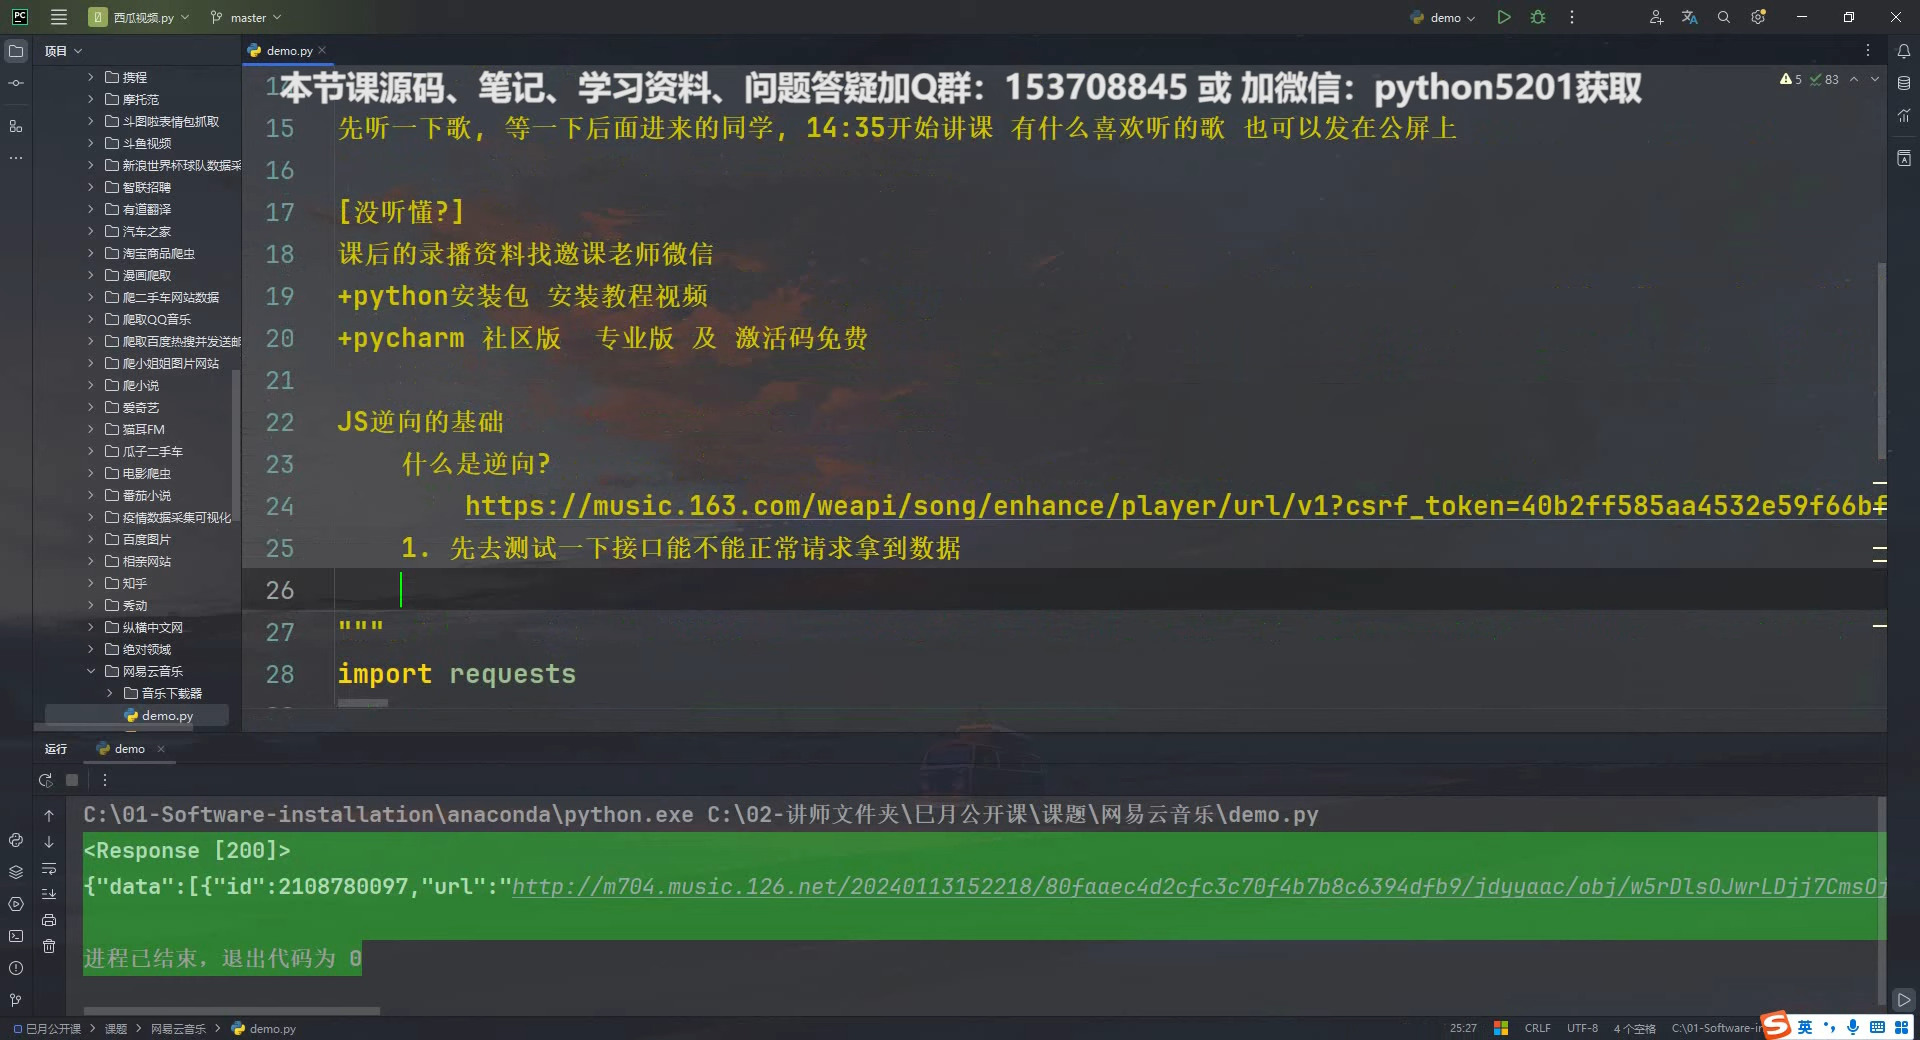 PC
西瓜视频.py
master
demo
项目
demo.py
携程
摩托范
斗图啦表情包抓取
斗鱼视频
新浪世界杯球队数据采
智联招聘
有道翻译
汽车之家
淘宝商品爬虫
漫画爬取
爬二手车网站数据
爬取QQ音乐
爬取百度热搜并发送邮
爬小姐姐图片网站
爬小说
爱奇艺
猫耳FM
瓜子二手车
电影爬虫
番茄小说
疫情数据采集可视化
百度图片
相亲网站
知乎
秀动
纵横中文网
绝对领域
网易云音乐
音乐下载器
demo.py
本节课源码、笔记、学习资料、问题答疑加Q群：153708845 或 加微信：python5201获取
5 83
15 先听一下歌, 等一下后面进来的同学, 14:35开始讲课 有什么喜欢听的歌 也可以发在公屏上
16
17 [没听懂?]
18 课后的录播资料找邀课老师微信
19 +python安装包 安装教程视频
20 +pycharm 社区版  专业版 及 激活码免费
21
22 JS逆向的基础
23 什么是逆向?
24 https://music.163.com/weapi/song/enhance/player/url/v1?csrf_token=40b2ff585aa4532e59f66bf
25 1. 先去测试一下接口能不能正常请求拿到数据
26
27 """
28 import requests
运行
demo
C:\01-Software-installation\anaconda\python.exe C:\02-讲师文件夹\巳月公开课\课题\网易云音乐\demo.py
<Response [200]>
{"data":[{"id":2108780097,"url":"http://m704.music.126.net/20240113152218/80faaec4d2cfc3c70f4b7b8c6394dfb9/jdyyaac/obj/w5rDlsOJwrLDjj7CmsOj
进程已结束，退出代码为 0
巳月公开课 > 课题 > 网易云音乐 > demo.py
25:27
CRLF
UTF-8
4 个空格
C:\01-Software-in
英